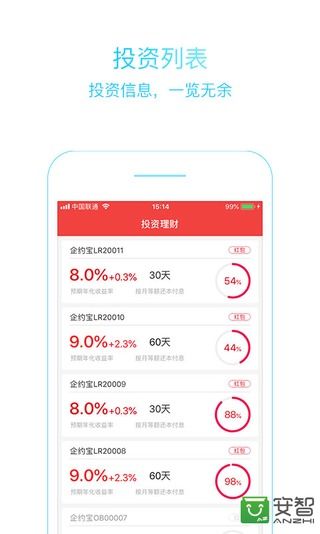 投资列表
投资信息，一览无余
中国联通
15:14
99%
投资理财
企约宝LR20011
红包
8.0%+0.3%
30天
54%
预期年化收益率
按月等额还本付息
企约宝LR20010
红包
9.0%+2.3%
60天
44%
预期年化收益率
按月等额还本付息
企约宝LR20009
红包
8.0%+0.3%
30天
88%
预期年化收益率
按月等额还本付息
企约宝LR20008
红包
9.0%+2.3%
60天
98%
预期年化收益率
按月等额还本付息
企约宝OB00007
安智
ANZHI
AZ